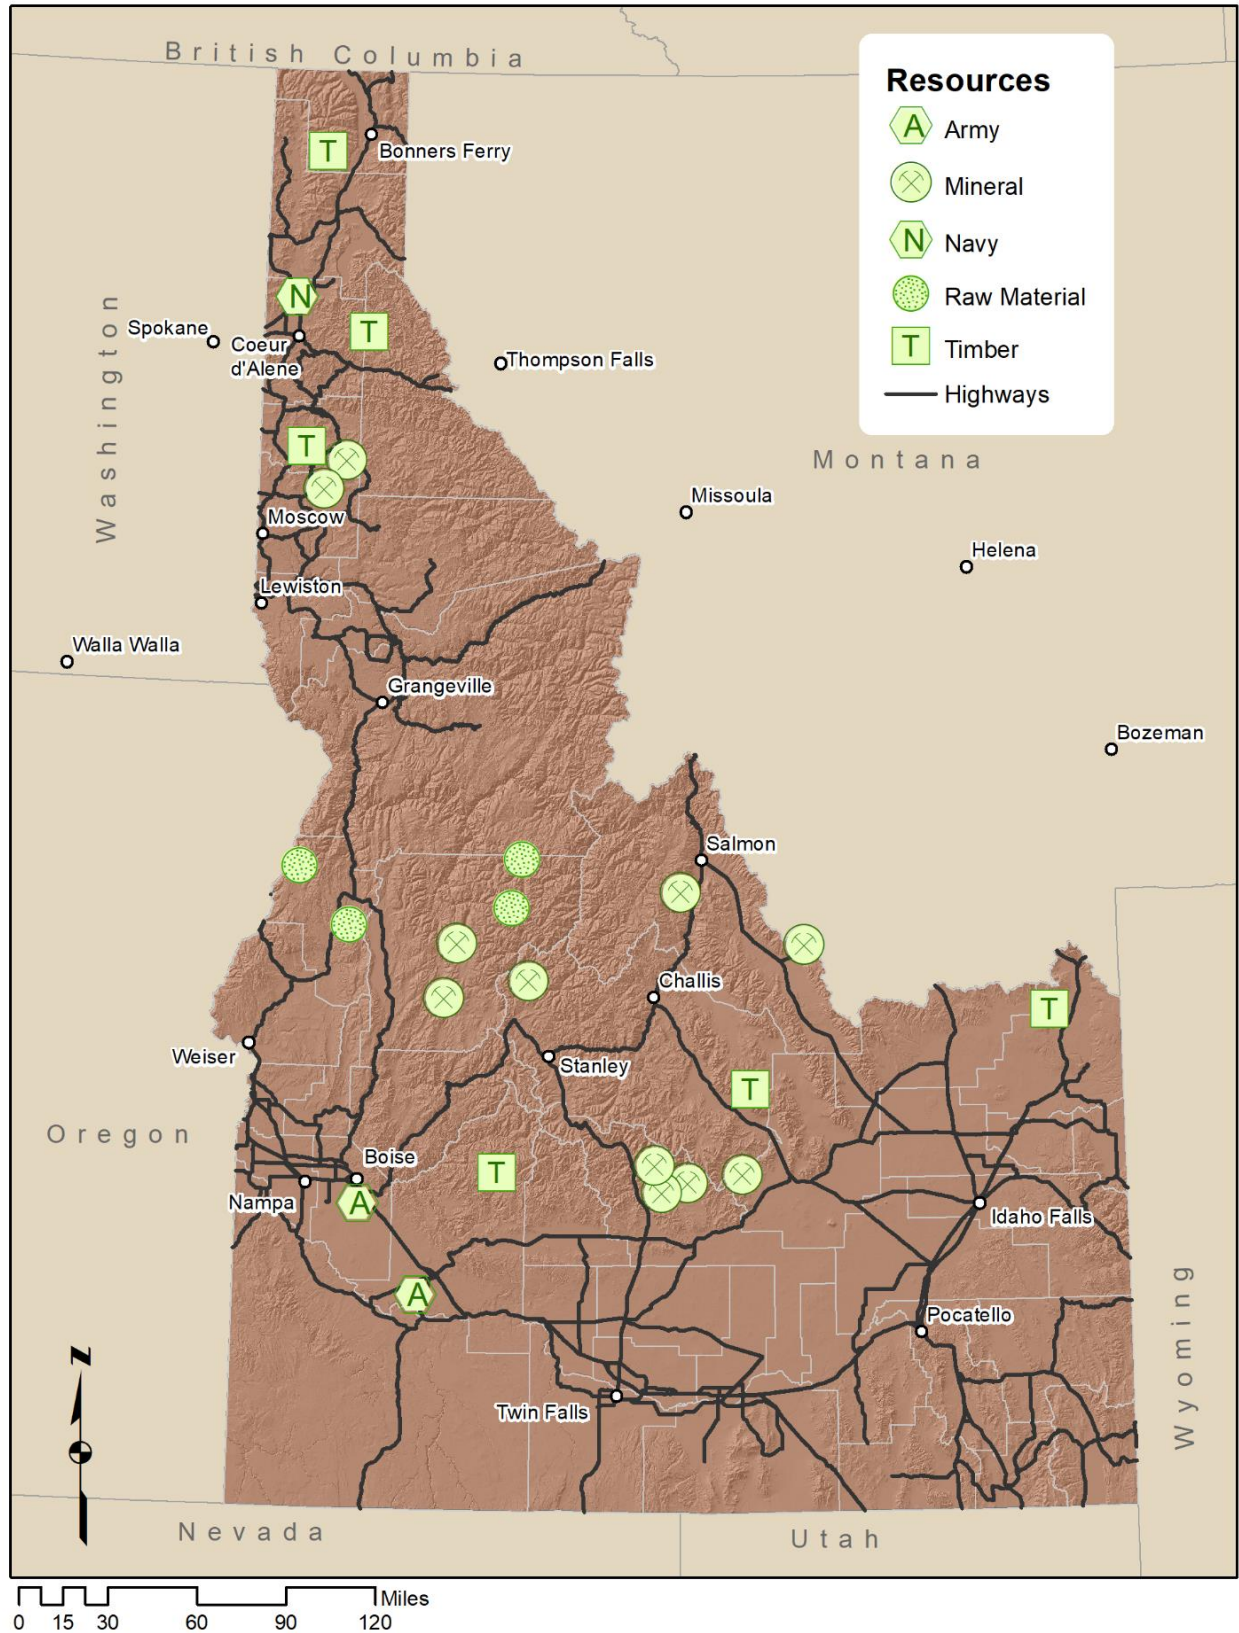 British Columbia
Resources
A Army
Mineral
N Navy
Raw Material
T Timber
Highways
T
Bonners Ferry
N
T
Spokane
Coeur
d'Alene
Thompson Falls
Washington
T
Montana
Missoula
Moscow
Helena
Lewiston
Walla Walla
Grangeville
Bozeman
Salmon
Challis
T
Weiser
Stanley
T
Oregon
Boise
T
Nampa
A
Idaho Falls
A
Wyoming
Pocatello
N
Twin Falls
Nevada
Utah
Miles
0 15 30 60 90 120